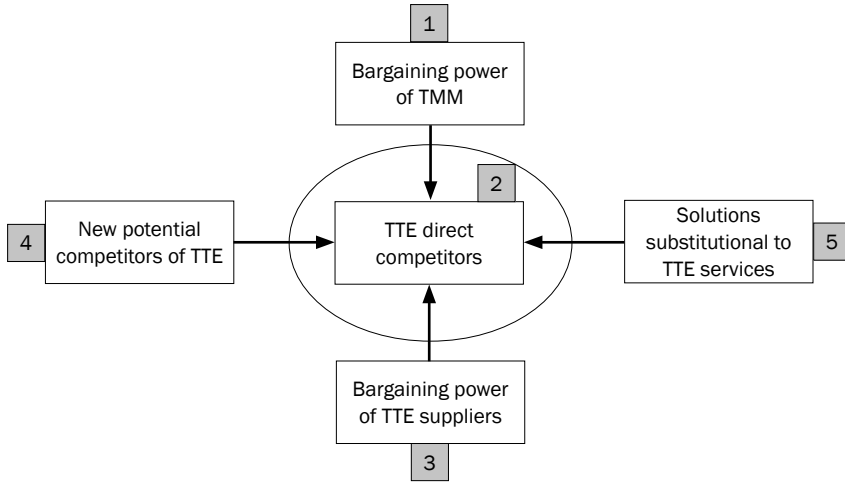 1
Bargaining power
of TMM
2
4
New potential
competitors of TTE
TTE direct
competitors
Solutions
substitutional to
TTE services
5
Bargaining power
of TTE suppliers
3